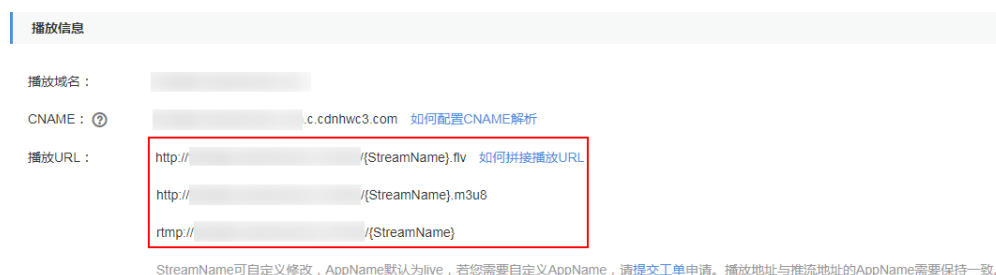 播放信息
播放域名：
CNAME： ? .c.cdnhwc3.com 如何配置CNAME解析
播放URL： http:// /{StreamName}.flv 如何拼接播放URL
http:// /{StreamName}.m3u8
rtmp:// /{StreamName}
StreamName可自定义修改，AppName默认为live，若您需要自定义AppName，请提交工单申请。播放地址与推流地址的AppName需要保持一致。